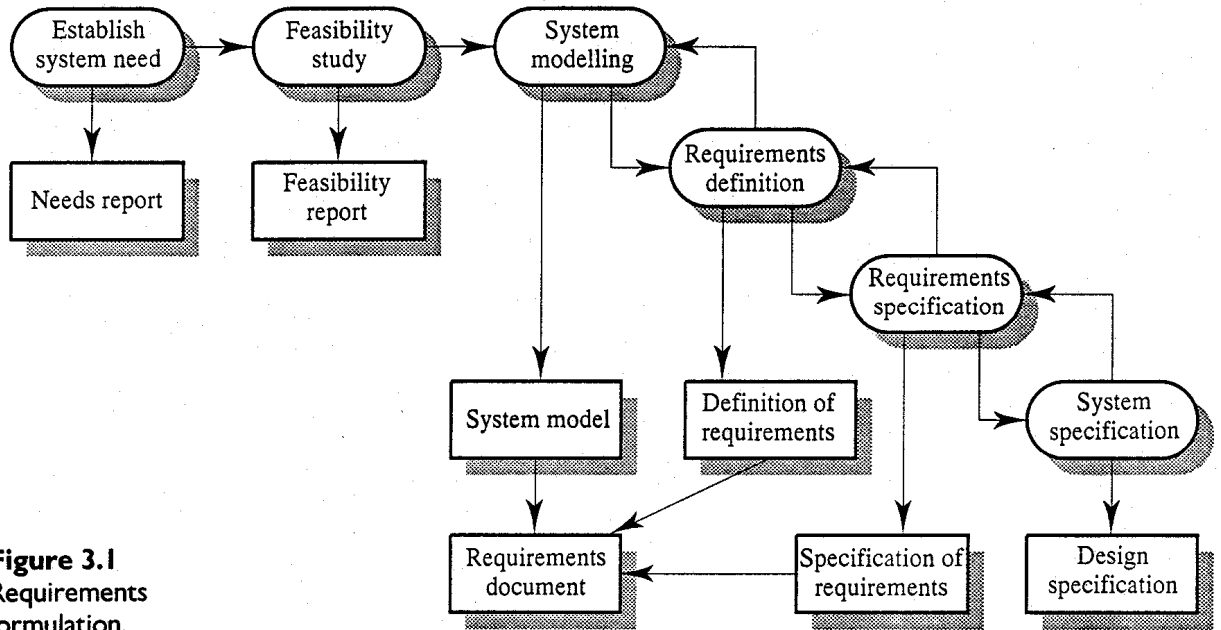 Establish
system need
Feasibility
study
System
modelling
Requirements
definition
Needs report
Feasibility
report
Requirements
specification
System model
Definition of
requirements
System
specification
Requirements
document
Specification of
requirements
Design
specification
Figure 3.1
Requirements
formulation.